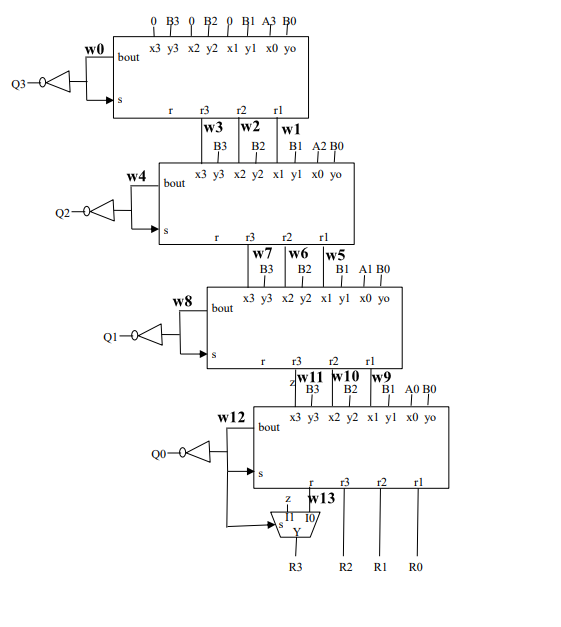 0 B3 0 B2 0 B1 A3 B0
x3 y3 x2 y2 x1 y1 x0 yo
w0
bout
Q3
s
r r3 r2 r1
w3 w2 w1
B3 B2 B1 A2 B0
x3 y3 x2 y2 x1 y1 x0 yo
w4
bout
Q2
s
r r3 r2 r1
w7 w6 w5
B3 B2 B1 A1 B0
x3 y3 x2 y2 x1 y1 x0 yo
w8
bout
Q1
s
r r3 r2 r1
z w11 w10 w9
B3 B2 B1 A0 B0
x3 y3 x2 y2 x1 y1 x0 yo
w12
bout
Q0
s
r r3 r2 r1
z w13
I1 I0
s
Y
R3 R2 R1 R0